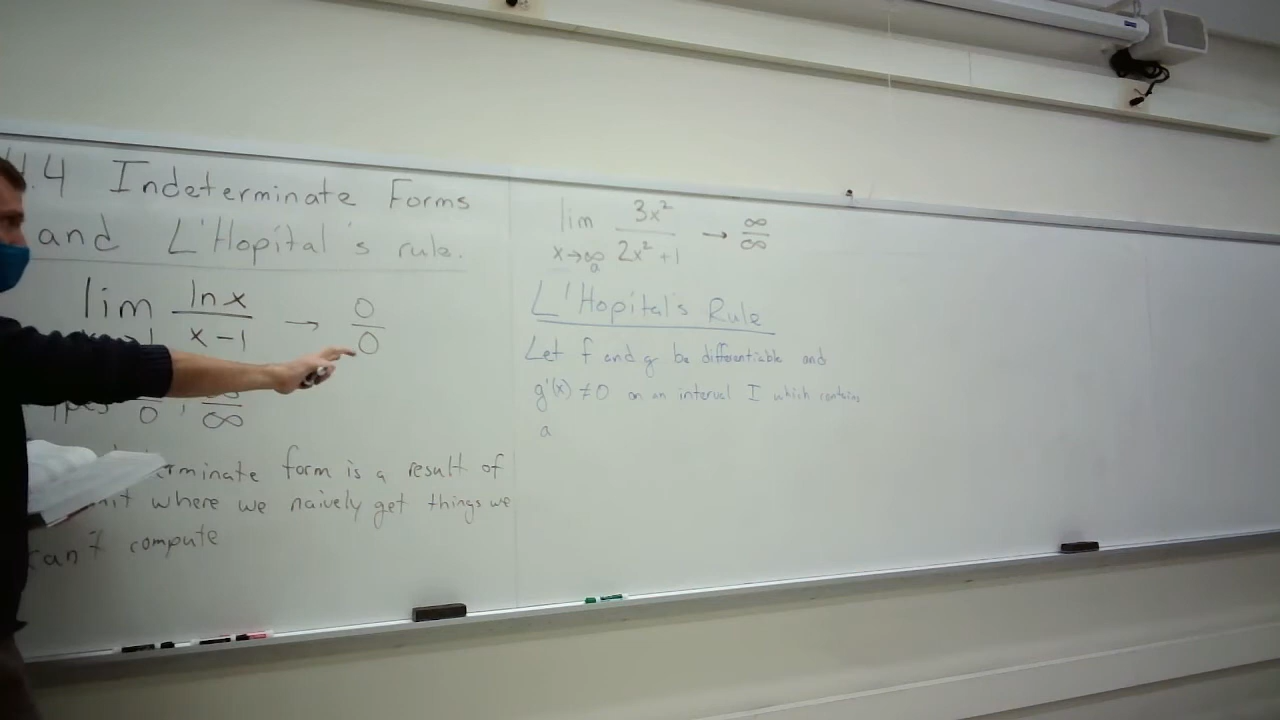 4.4 Indeterminate Forms
and L'Hopital's rule.
lim ln x / x - 1 → 0/0
0 , ∞
form is a result of
where we naively get things we
can't compute
lim x→∞ 3x² / 2x² + 1 → ∞/∞
a
L'Hopital's Rule
Let f and g be differentiable and
g'(x) ≠ 0 on an interval I which contains
a